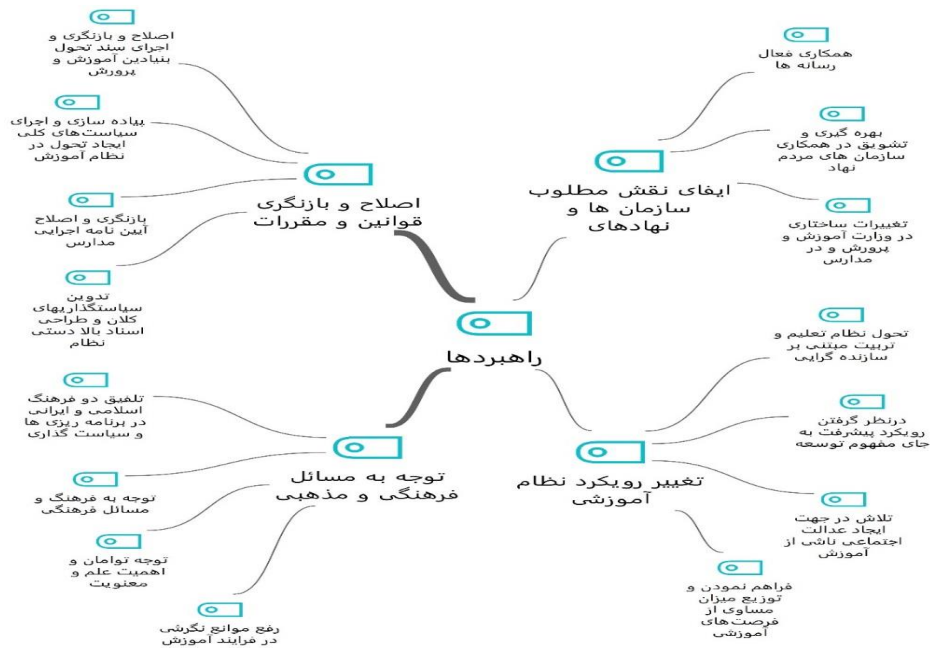 راهبردها
ایفای نقش مطلوب
سازمان ها و
نهادهای
همکاری فعال
رسانه ها
بهره گیری و
تشویق در همکاری
سازمان های مردم
نهاد
تغییرات ساختاری
در وزارت آموزش و
پرورش و در
مدارس
تغییر رویکرد نظام
آموزشی
تحول نظام تعلیم و
تربیت مبتنی بر
سازنده گرایی
درنظر گرفتن
رویکرد پیشرفت به
جای مفهوم توسعه
تلاش در جهت
ایجاد عدالت
اجتماعی ناشی از
آموزش
فراهم نمودن و
توزیع میزان
مساوی از
فرصت‌های
آموزشی
اصلاح و بازنگری
قوانین و مقررات
اصلاح و بازنگری و
اجرای سند تحول
بنیادین آموزش و
پرورش
پیاده سازی و اجرای
سیاست‌های کلی
ایجاد تحول در
نظام آموزش
بازنگری و اصلاح
آیین نامه اجرایی
مدارس
تدوین
سیاستگذاریهای
کلان و طراحی
اسناد بالا دستی
نظام
توجه به مسائل
فرهنگی و مذهبی
تلفیق دو فرهنگ
اسلامی و ایرانی
در برنامه ریزی ها
و سیاست گذاری
توجه به فرهنگ و
مسائل فرهنگی
توجه توامان و
اهمیت علم و
معنویت
رفع موانع نگرشی
در فرایند آموزش